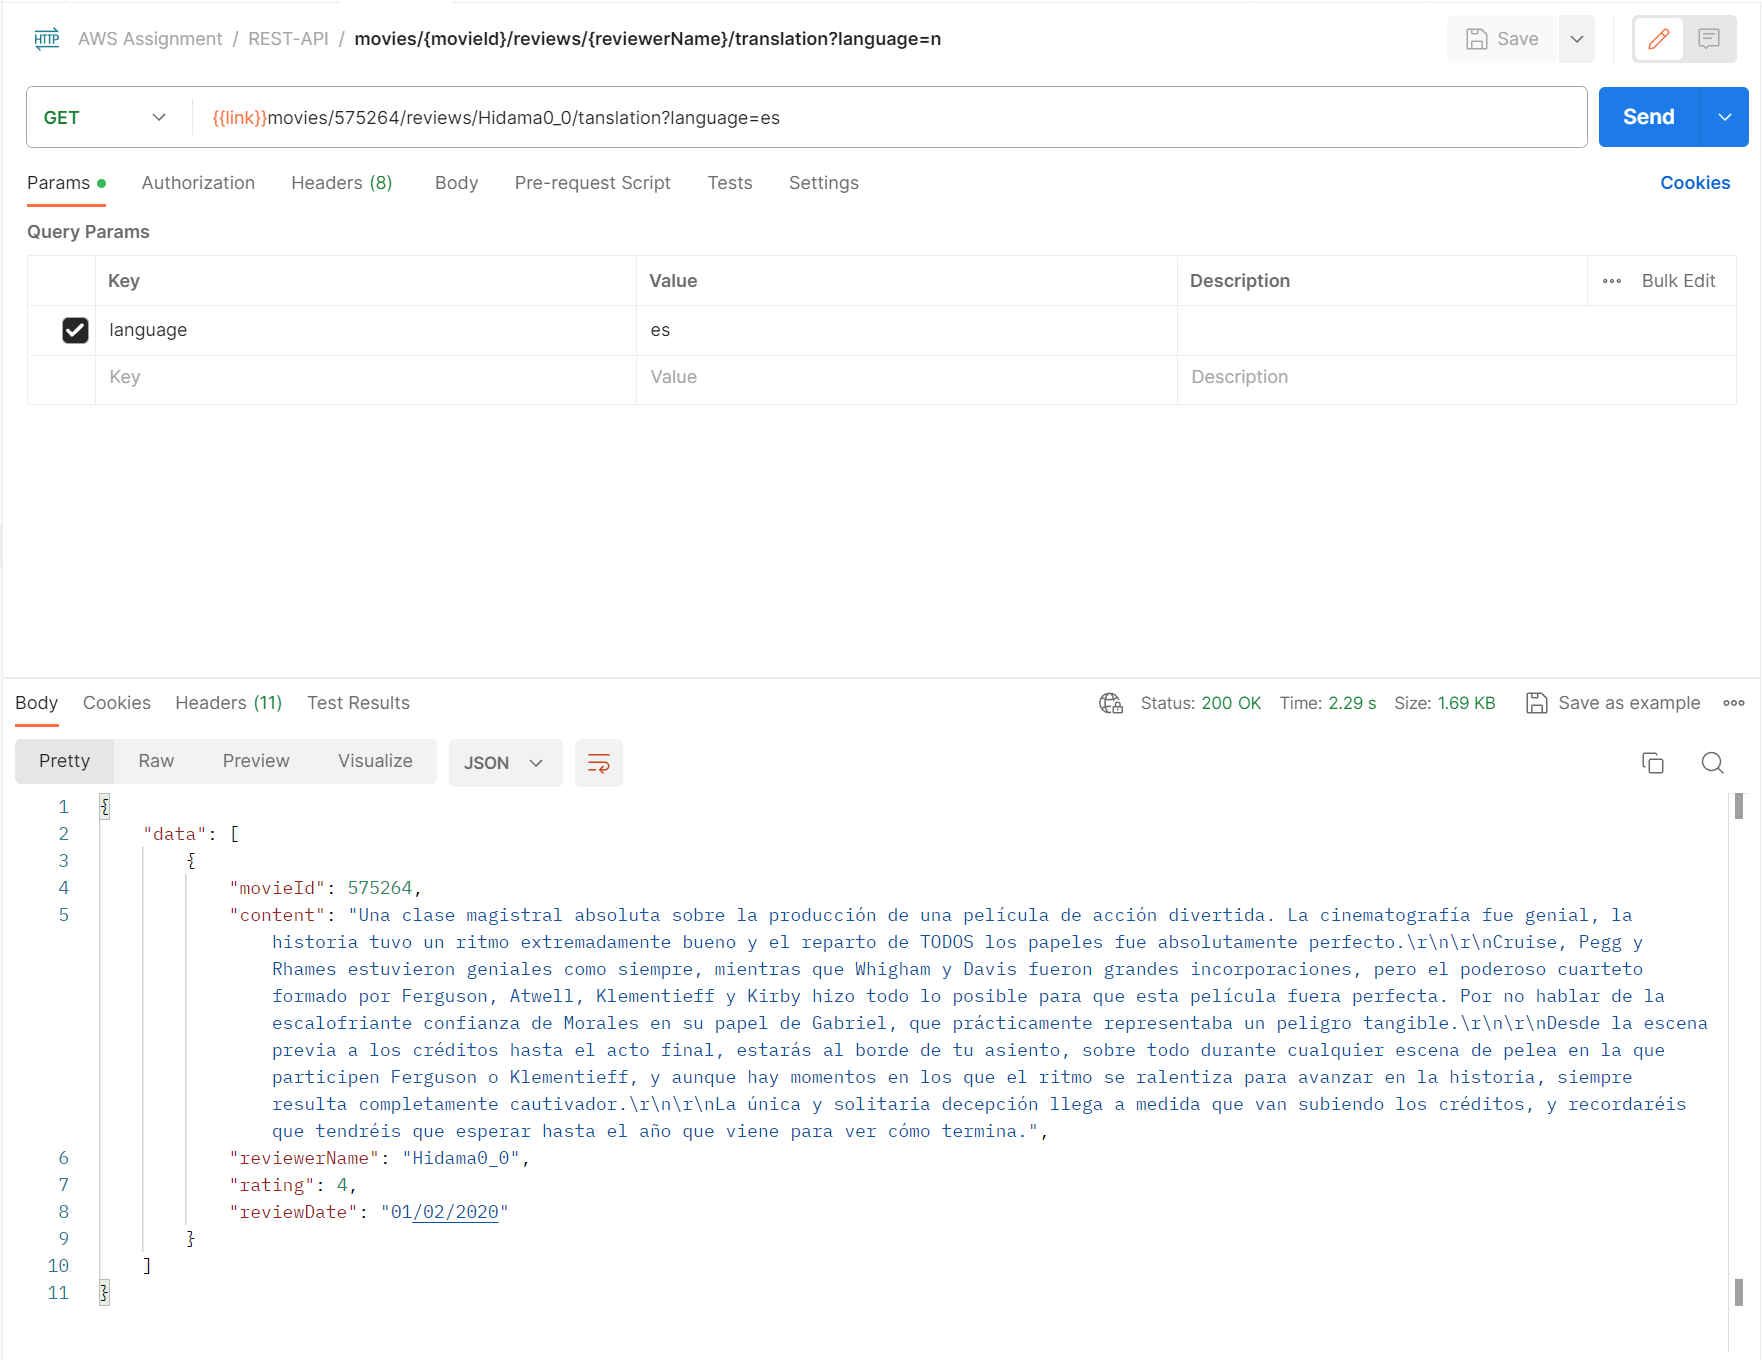 HTTP AWS Assignment / REST-API / movies/{movieId}/reviews/{reviewerName}/translation?language=n Save
GET {{link}}movies/575264/reviews/Hidama0_0/tanslation?language=es Send
Params Authorization Headers (8) Body Pre-request Script Tests Settings Cookies
Query Params
Key Value Description Bulk Edit
language es
Key Value Description
Body Cookies Headers (11) Test Results Status: 200 OK Time: 2.29 s Size: 1.69 KB Save as example
Pretty Raw Preview Visualize JSON
1 {
2 "data": [
3 {
4 "movieId": 575264,
5 "content": "Una clase magistral absoluta sobre la producción de una película de acción divertida. La cinematografía fue genial, la
historia tuvo un ritmo extremadamente bueno y el reparto de TODOS los papeles fue absolutamente perfecto.\r\n\r\nCruise, Pegg y
Rhames estuvieron geniales como siempre, mientras que Whigham y Davis fueron grandes incorporaciones, pero el poderoso cuarteto
formado por Ferguson, Atwell, Klementieff y Kirby hizo todo lo posible para que esta película fuera perfecta. Por no hablar de la
escalofriante confianza de Morales en su papel de Gabriel, que prácticamente representaba un peligro tangible.\r\n\r\nDesde la escena
previa a los créditos hasta el acto final, estarás al borde de tu asiento, sobre todo durante cualquier escena de pelea en la que
participen Ferguson o Klementieff, y aunque hay momentos en los que el ritmo se ralentiza para avanzar en la historia, siempre
resulta completamente cautivador.\r\n\r\nLa única y solitaria decepción llega a medida que van subiendo los créditos, y recordaréis
que tendréis que esperar hasta el año que viene para ver cómo termina.",
6 "reviewerName": "Hidama0_0",
7 "rating": 4,
8 "reviewDate": "01/02/2020"
9 }
10 ]
11 }